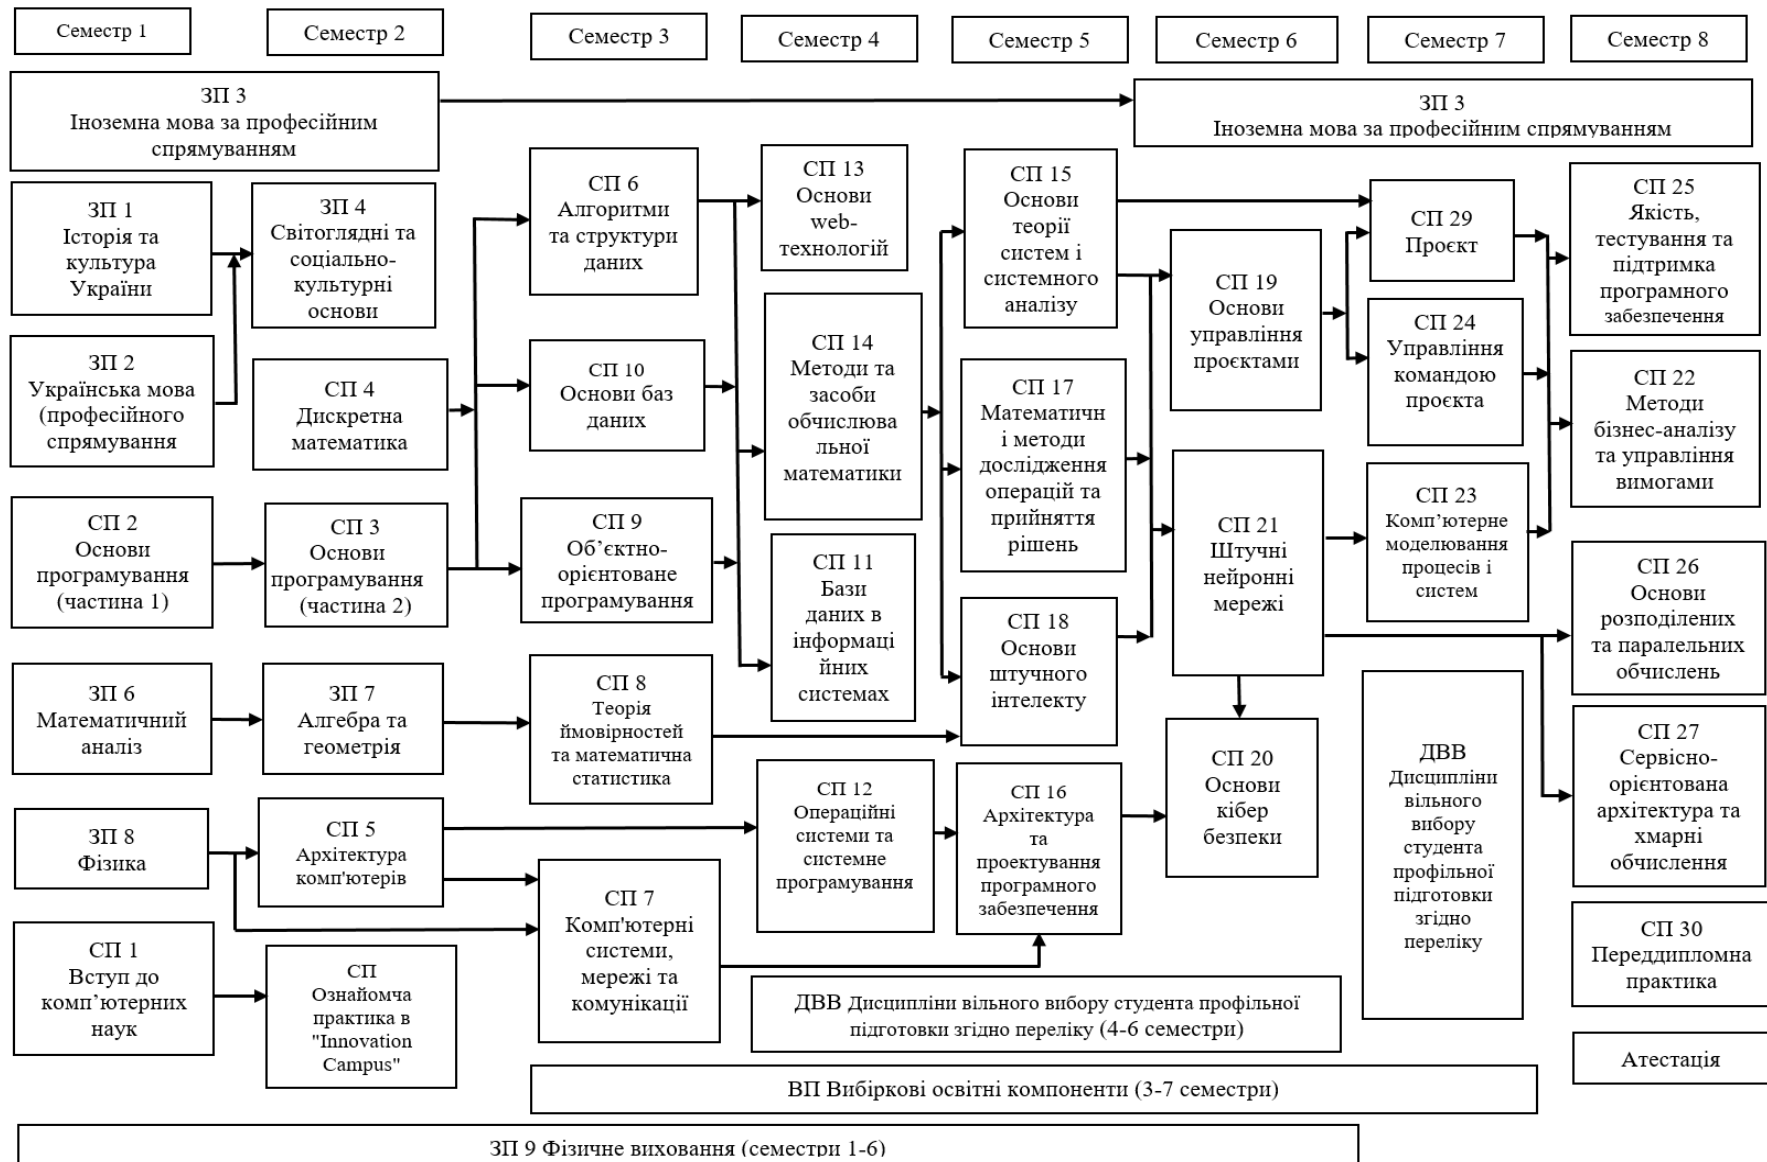 Семестр 1
Семестр 2
Семестр 3
Семестр 4
Семестр 5
Семестр 6
Семестр 7
Семестр 8
ЗП 3
Іноземна мова за професійним
спрямуванням
ЗП 3
Іноземна мова за професійним спрямуванням
ЗП 1
Історія та
культура
України
ЗП 2
Українська мова
(професійного
спрямування
СП 2
Основи
програмування
(частина 1)
ЗП 6
Математичний
аналіз
ЗП 8
Фізика
СП 1
Вступ до
комп’ютерних
наук
ЗП 4
Світоглядні та
соціально-
культурні
основи
СП 4
Дискретна
математика
СП 3
Основи
програмування
(частина 2)
ЗП 7
Алгебра та
геометрія
СП 5
Архітектура
комп'ютерів
СП
Ознайомча
практика в
"Innovation
Campus"
СП 6
Алгоритми
та структури
даних
СП 10
Основи баз
даних
СП 9
Об’єктно-
орієнтоване
програмування
СП 8
Теорія
ймовірностей
та математична
статистика
СП 7
Комп'ютерні
системи,
мережі та
комунікації
СП 13
Основи
web-
технологій
СП 14
Методи та
засоби
обчислюва
льної
математики
СП 11
Бази
даних в
інформаці
йних
системах
СП 12
Операційні
системи та
системне
програмування
СП 15
Основи
теорії
систем і
системного
аналізу
СП 17
Математичн
і методи
дослідження
операцій та
прийняття
рішень
СП 18
Основи
штучного
інтелекту
СП 16
Архітектура
та
проектування
програмного
забезпечення
СП 19
Основи
управління
проєктами
СП 21
Штучні
нейронні
мережі
СП 20
Основи
кібер
безпеки
СП 29
Проєкт
СП 24
Управління
командою
проєкта
СП 23
Комп’ютерне
моделювання
процесів і
систем
ДВВ
Дисципліни
вільного
вибору
студента
профільної
підготовки
згідно
переліку
СП 25
Якість,
тестування та
підтримка
програмного
забезпечення
СП 22
Методи
бізнес-аналізу
та управління
вимогами
СП 26
Основи
розподілених
та паралельних
обчислень
СП 27
Сервісно-
орієнтована
архітектура та
хмарні
обчислення
СП 30
Переддипломна
практика
Атестація
ДВВ Дисципліни вільного вибору студента профільної
підготовки згідно переліку (4-6 семестри)
ВП Вибіркові освітні компоненти (3-7 семестри)
ЗП 9 Фізичне виховання (семестри 1-6)